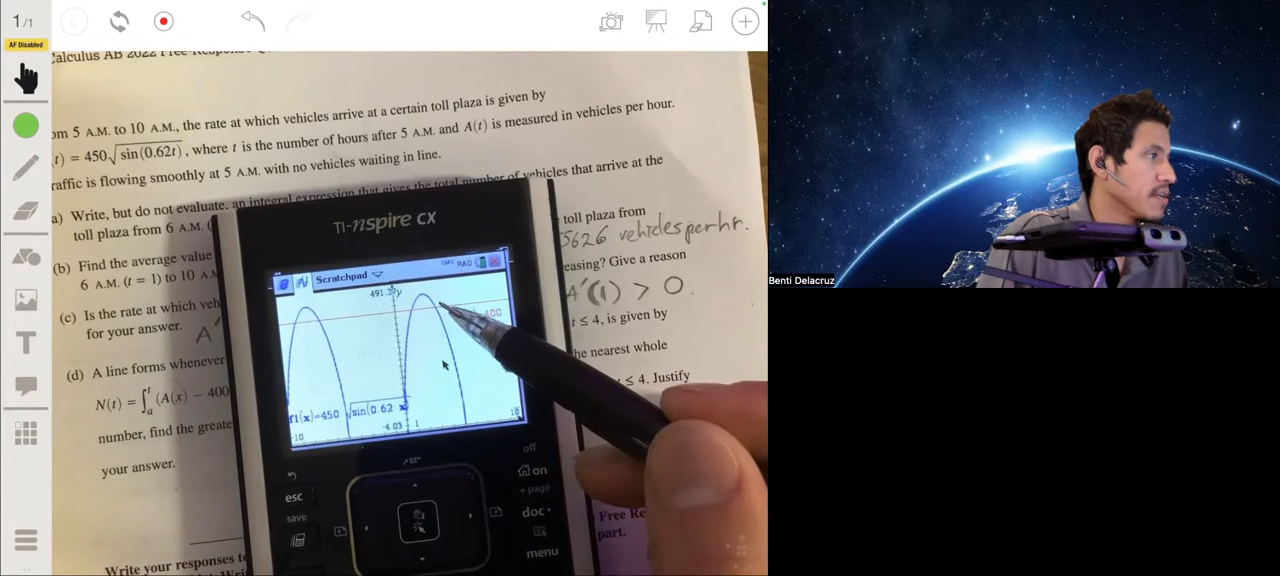 1/1
AF Disabled
Calculus AB 2022 Free-Response
om 5 A.M. to 10 A.M., the rate at which vehicles arrive at a certain toll plaza is given by
(t) = 450√sin(0.62t), where t is the number of hours after 5 A.M. and A(t) is measured in vehicles per hour.
raffic is flowing smoothly at 5 A.M. with no vehicles waiting in line.
a) Write, but do not evaluate, an integral expression that gives the total number of vehicles that arrive at the
toll plaza from 6 A.M. (
toll plaza from
(b) Find the average value
5626 vehicles per hr.
6 A.M. (t = 1) to 10 A.M
(c) Is the rate at which veh
easing? Give a reason
for your answer. A'
A'(1) > 0.
(d) A line forms whenever
t ≤ 4, is given by
N(t) = ∫ₐᵗ (A(x) − 400
he nearest whole
number, find the greate
t ≤ 4. Justify
your answer.
Write your responses to
Free Re
part.
TI-nspire CX
Scratchpad
RAD
491.2 y
400
f1(x)=450 √sin(0.62 x)
-10
-4.03
1
off
esc
on
save
+page
doc
menu
Benti Delacruz